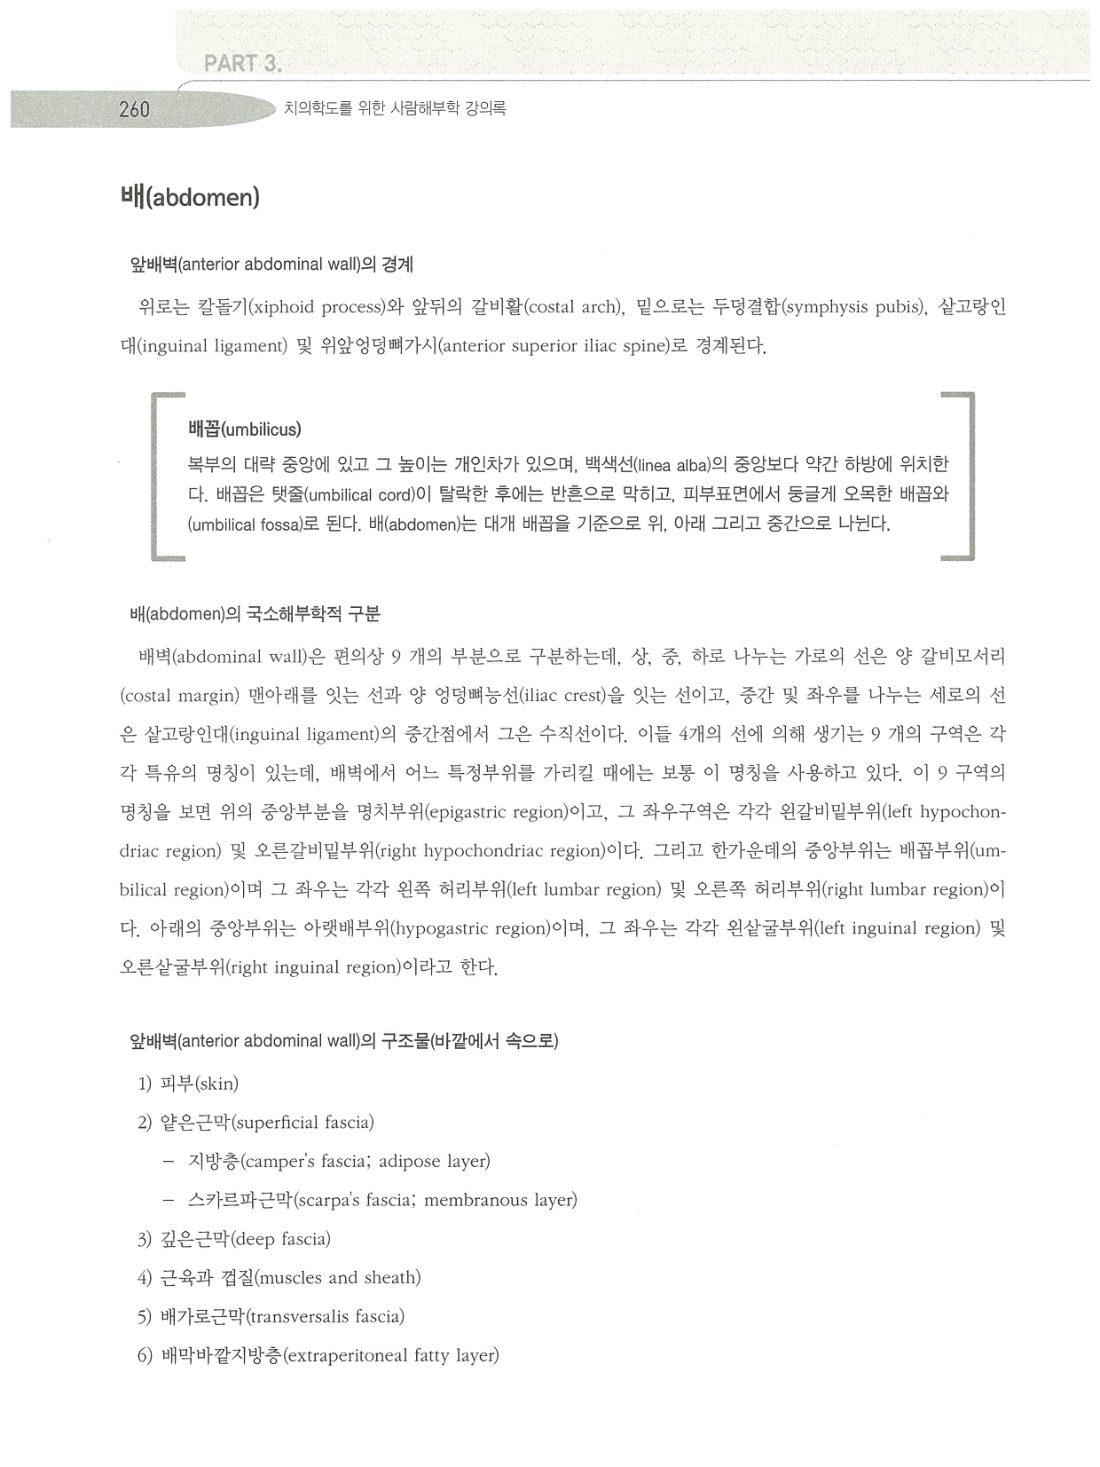 PART 3.
260
치의학도를 위한 사람해부학 강의록
배(abdomen)
앞배벽(anterior abdominal wall)의 경계
위로는 칼돌기(xiphoid process)와 앞뒤의 갈비활(costal arch), 밑으로는 두덩결합(symphysis pubis), 샅고랑인
대(inguinal ligament) 및 위앞엉덩뼈가시(anterior superior iliac spine)로 경계된다.
배꼽(umbilicus)
복부의 대략 중앙에 있고 그 높이는 개인차가 있으며, 백색선(linea alba)의 중앙보다 약간 하방에 위치한
다. 배꼽은 탯줄(umbilical cord)이 탈락한 후에는 반흔으로 막히고, 피부표면에서 둥글게 오목한 배꼽와
(umbilical fossa)로 된다. 배(abdomen)는 대개 배꼽을 기준으로 위, 아래 그리고 중간으로 나뉜다.
배(abdomen)의 국소해부학적 구분
배벽(abdominal wall)은 편의상 9 개의 부분으로 구분하는데, 상, 중, 하로 나누는 가로의 선은 양 갈비모서리
(costal margin) 맨아래를 잇는 선과 양 엉덩뼈능선(iliac crest)을 잇는 선이고, 중간 및 좌우를 나누는 세로의 선
은 샅고랑인대(inguinal ligament)의 중간점에서 그은 수직선이다. 이들 4개의 선에 의해 생기는 9 개의 구역은 각
각 특유의 명칭이 있는데, 배벽에서 어느 특정부위를 가리킬 때에는 보통 이 명칭을 사용하고 있다. 이 9 구역의
명칭을 보면 위의 중앙부분을 명치부위(epigastric region)이고, 그 좌우구역은 각각 왼갈비밑부위(left hypochon-
driac region) 및 오른갈비밑부위(right hypochondriac region)이다. 그리고 한가운데의 중앙부위는 배꼽부위(um-
bilical region)이며 그 좌우는 각각 왼쪽 허리부위(left lumbar region) 및 오른쪽 허리부위(right lumbar region)이
다. 아래의 중앙부위는 아랫배부위(hypogastric region)이며, 그 좌우는 각각 왼샅굴부위(left inguinal region) 및
오른샅굴부위(right inguinal region)이라고 한다.
앞배벽(anterior abdominal wall)의 구조물(바깥에서 속으로)
1) 피부(skin)
2) 얕은근막(superficial fascia)
– 지방층(camper's fascia; adipose layer)
– 스카르파근막(scarpa's fascia; membranous layer)
3) 깊은근막(deep fascia)
4) 근육과 껍질(muscles and sheath)
5) 배가로근막(transversalis fascia)
6) 배막바깥지방층(extraperitoneal fatty layer)